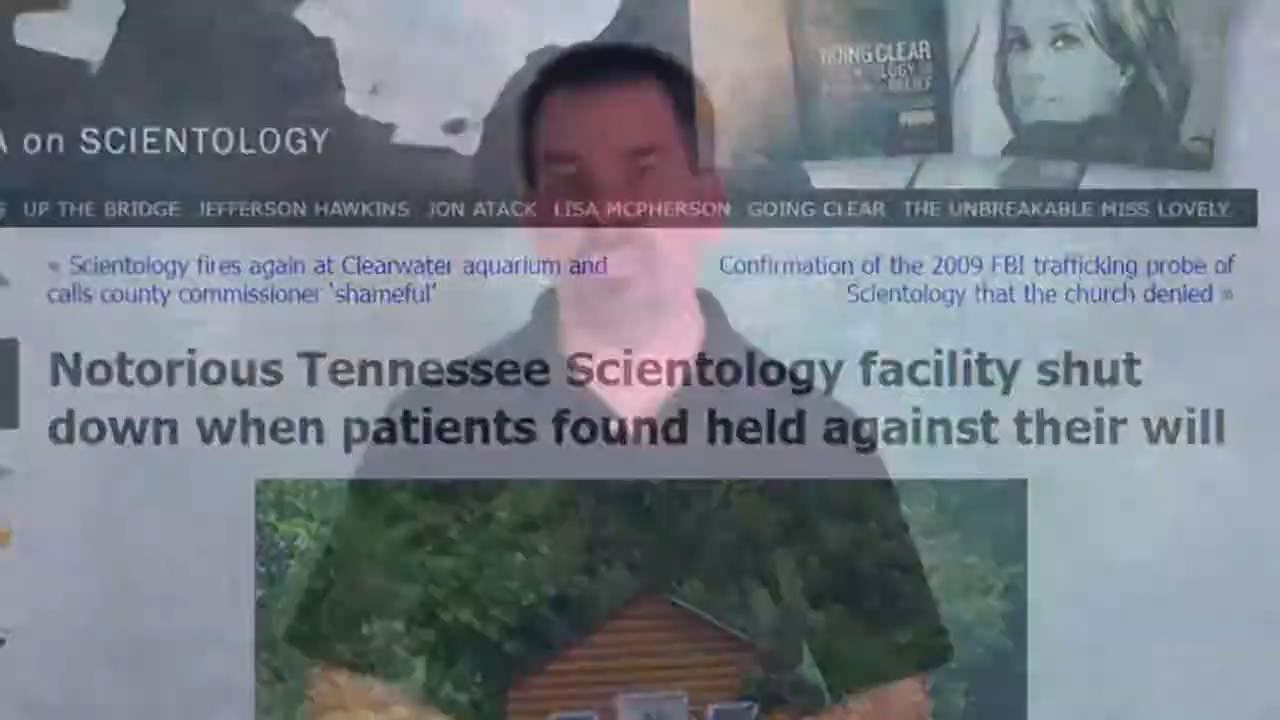 on SCIENTOLOGY
GOING CLEAR
UP THE BRIDGE JEFFERSON HAWKINS JON ATACK LISA MCPHERSON GOING CLEAR THE UNBREAKABLE MISS LOVELY
« Scientology fires again at Clearwater aquarium and
calls county commissioner 'shameful'
Confirmation of the 2009 FBI trafficking probe of
Scientology that the church denied »
Notorious Tennessee Scientology facility shut
down when patients found held against their will